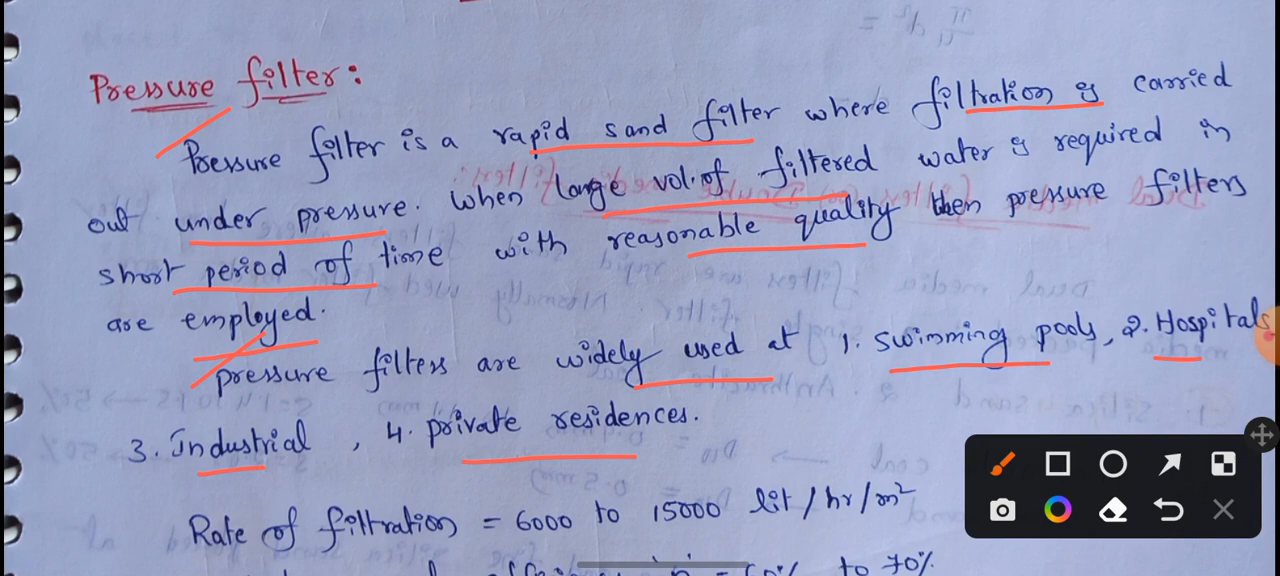 Pressure filter:
Pressure filter is a rapid sand filter where filtration is carried
out under pressure. When large vol. of filtered water is required in
short period of time with reasonable quality then pressure filters
are employed.
pressure filters are widely used at 1. Swimming pools, 2. Hospitals
3. Industrial, 4. private residences.
Rate of filtration = 6000 to 15000 lit/hr/m²
to 70%